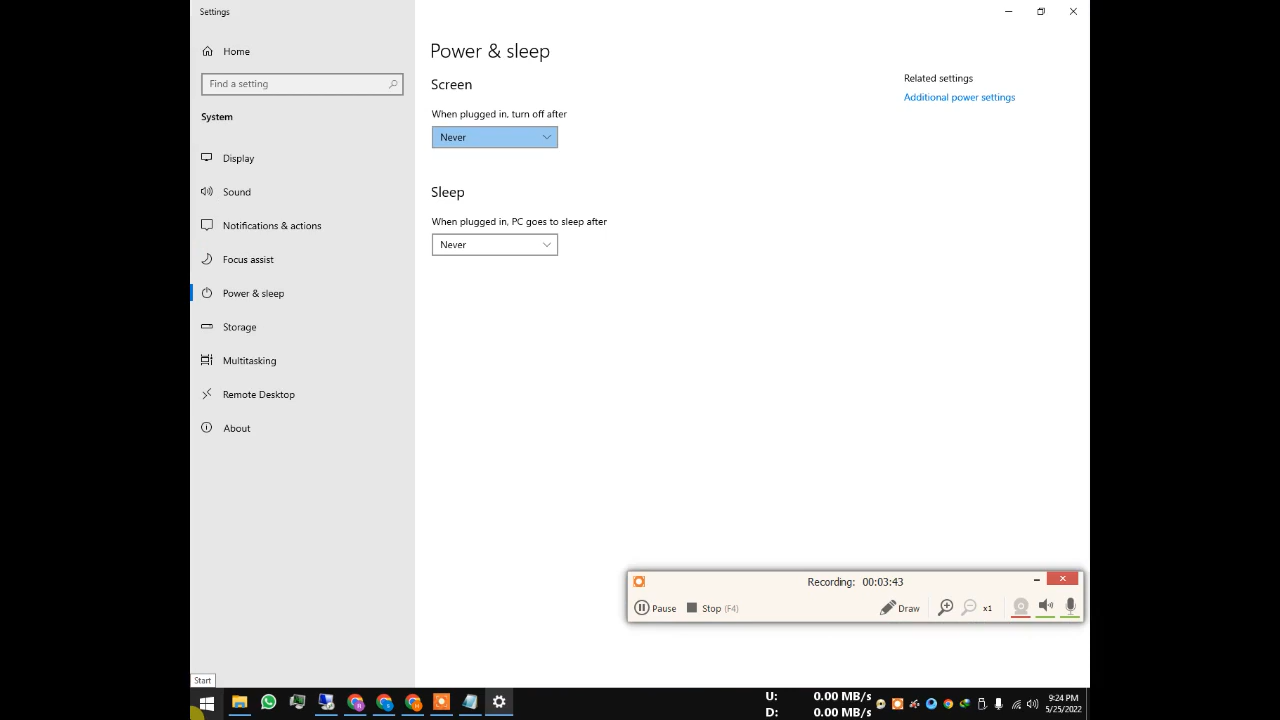 Settings
Home
Find a setting
System
Display
Sound
Notifications & actions
Focus assist
Power & sleep
Storage
Multitasking
Remote Desktop
About
Power & sleep
Screen
When plugged in, turn off after
Never
Sleep
When plugged in, PC goes to sleep after
Never
Related settings
Additional power settings
Recording: 00:03:43
Pause Stop (F4) Draw x1
Start
U: 0.00 MB/s
D: 0.00 MB/s
9:24 PM
5/25/2022